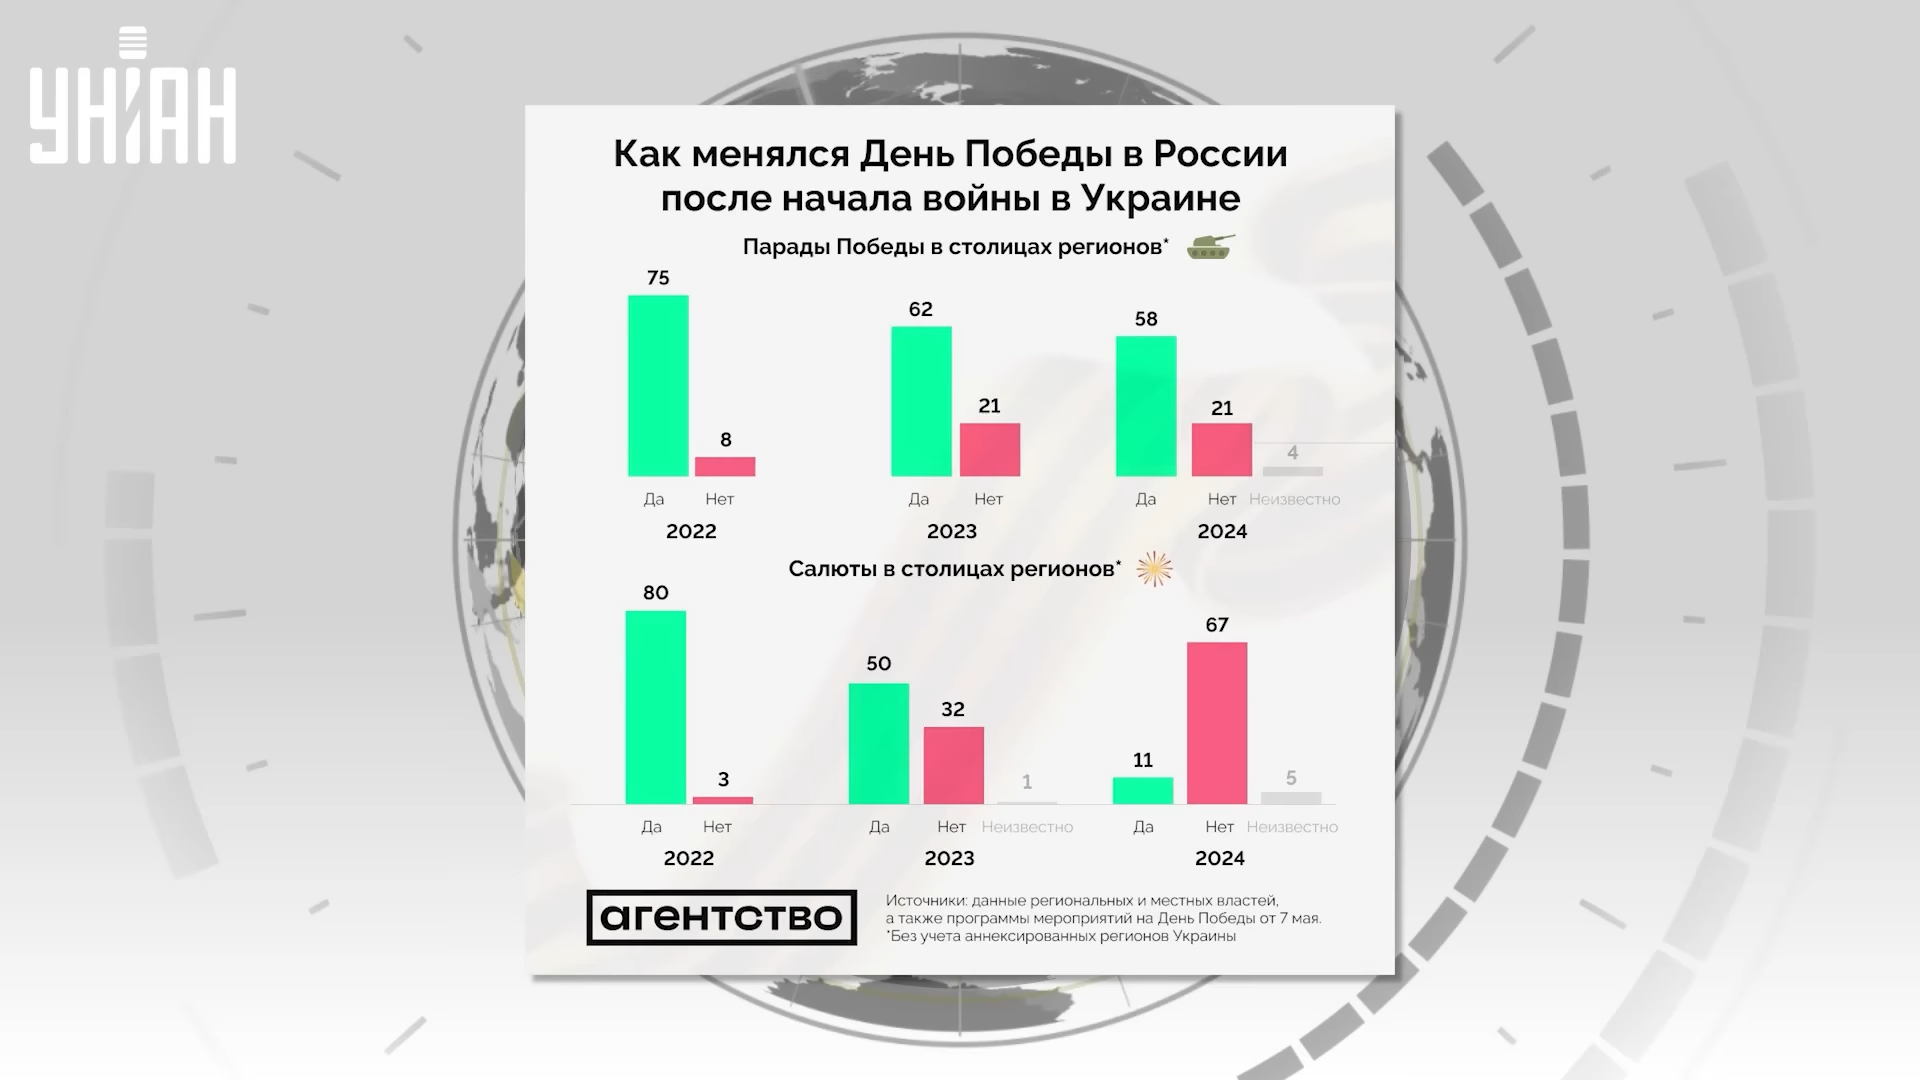 УНІАН
Как менялся День Победы в России
после начала войны в Украине
Парады Победы в столицах регионов*
75
8
62
21
58
21
4
Да
Нет
Да
Нет
Да
Нет
Неизвестно
2022
2023
2024
Салюты в столицах регионов*
80
3
50
32
1
11
67
5
Да
Нет
Да
Нет
Неизвестно
Да
Нет
Неизвестно
2022
2023
2024
агентство
Источники: данные региональных и местных властей,
а также программы мероприятий на День Победы от 7 мая.
*Без учета аннексированных регионов Украины